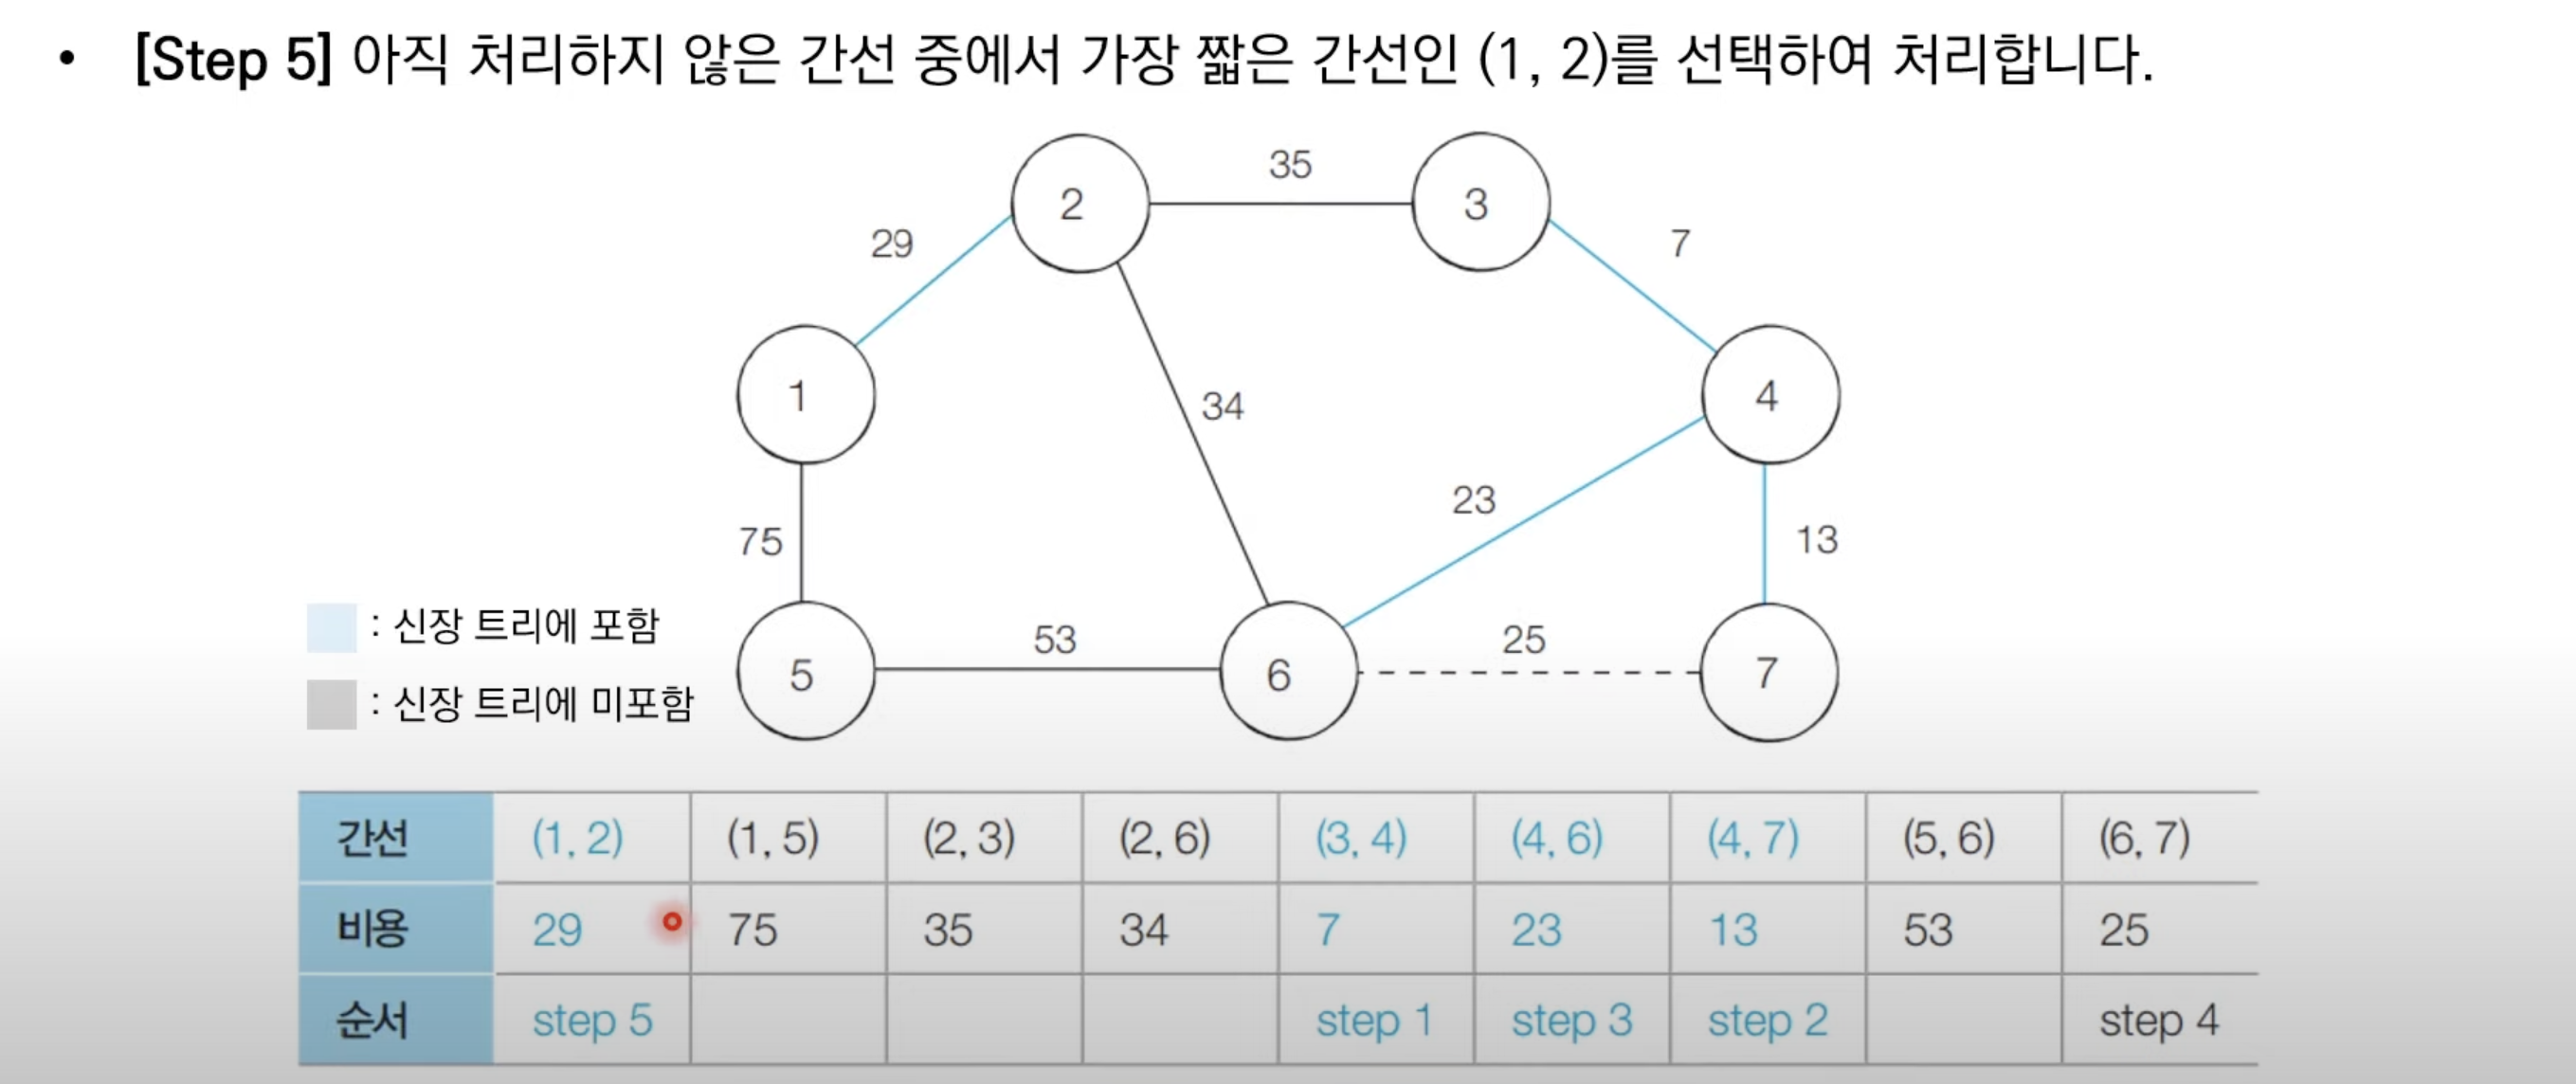 • [Step 5] 아직 처리하지 않은 간선 중에서 가장 짧은 간선인 (1, 2)를 선택하여 처리합니다.
35
2
3
29
7
1
4
34
23
75
13
: 신장 트리에 포함
53
25
5
6
7
: 신장 트리에 미포함
간선 (1, 2) (1, 5) (2, 3) (2, 6) (3, 4) (4, 6) (4, 7) (5, 6) (6, 7)
비용 29 75 35 34 7 23 13 53 25
순서 step 5 step 1 step 3 step 2 step 4